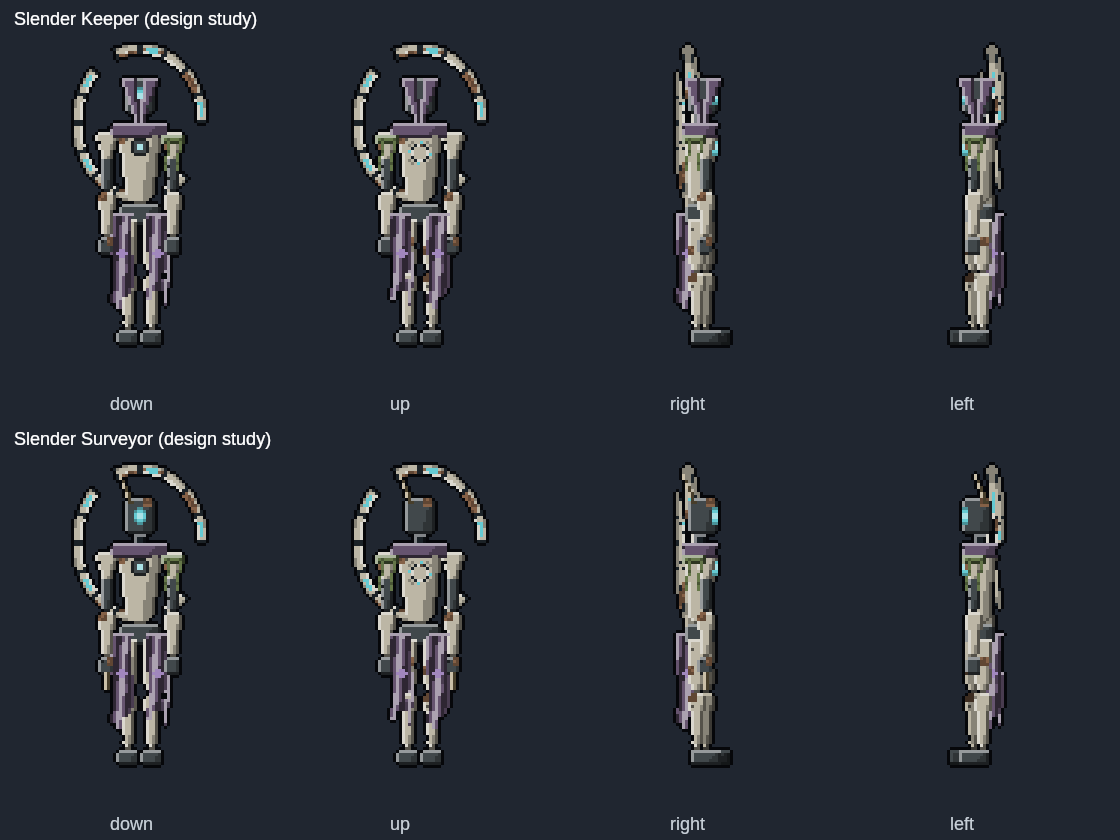 Slender Keeper (design study)
down up right left
Slender Surveyor (design study)
down up right left